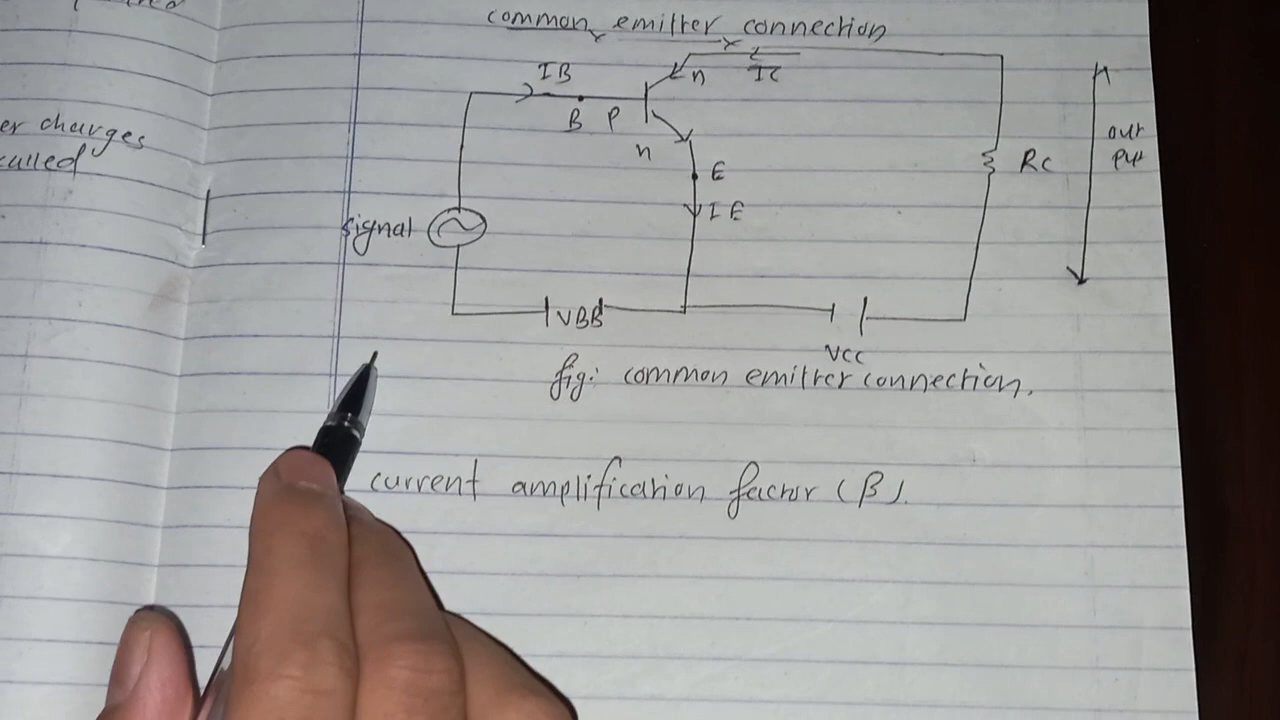 common emitter connection
IB
n
IC
B P
n
E
IE
signal
RC
out
put
er charges
called
VBB
VCC
fig: common emitter connection.
current amplification factor (β).